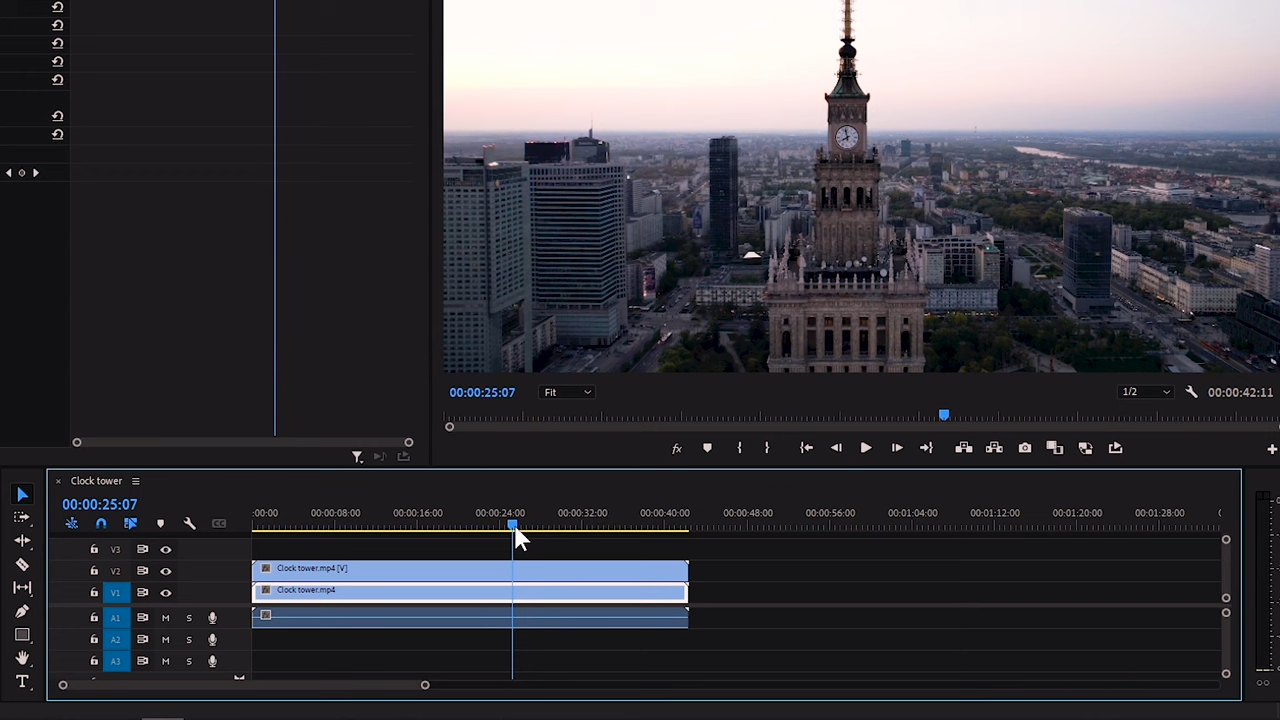 00:00:25:07 Fit 1/2 00:00:42:11
fx
× Clock tower
00:00:25:07
:00:00 00:00:08:00 00:00:16:00 00:00:24:00 00:00:32:00 00:00:40:00 00:00:48:00 00:00:56:00 00:01:04:00 00:01:12:00 00:01:20:00 00:01:28:00
V3
V2 Clock tower.mp4 [V]
V1 Clock tower.mp4
A1 M S
A2 M S
A3 M S